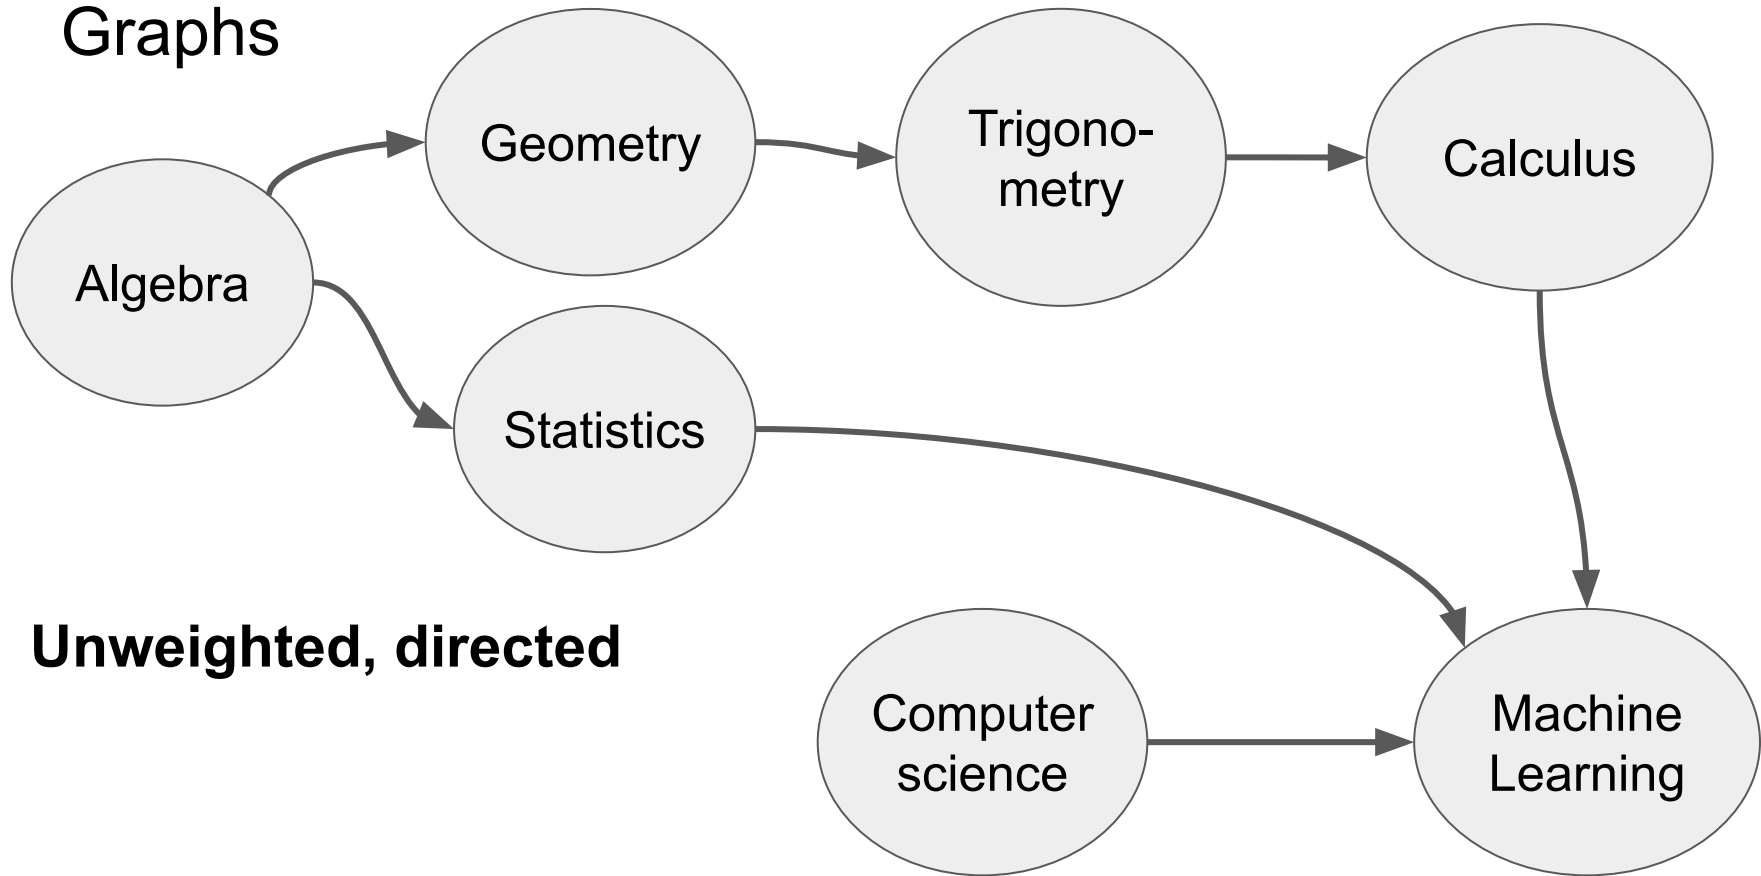 Graphs
Geometry
Trigono-
metry
Calculus
Algebra
Statistics
Unweighted, directed
Computer
science
Machine
Learning